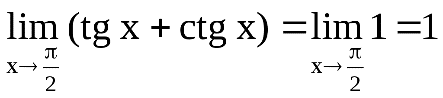 lim (tg x + ctg x) = lim 1 = 1
x→π/2 x→π/2